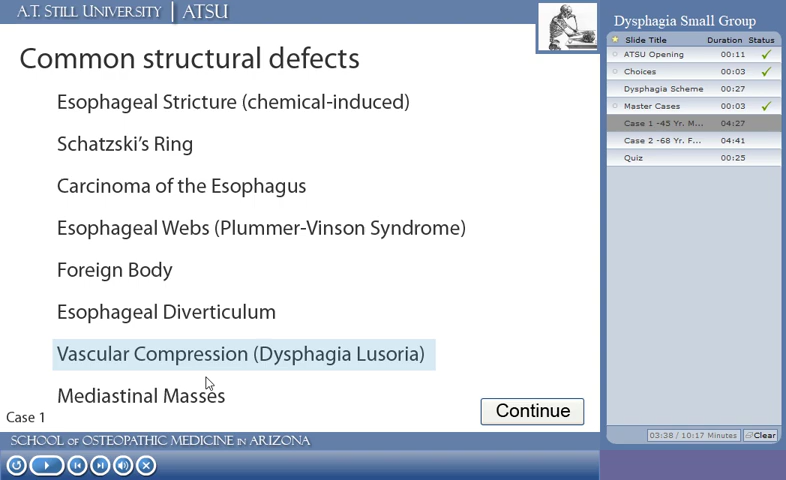 A.T. STILL UNIVERSITY | ATSU
Common structural defects
Esophageal Stricture (chemical-induced)
Schatzski's Ring
Carcinoma of the Esophagus
Esophageal Webs (Plummer-Vinson Syndrome)
Foreign Body
Esophageal Diverticulum
Vascular Compression (Dysphagia Lusoria)
Mediastinal Masses
Case 1
Continue
SCHOOL OF OSTEOPATHIC MEDICINE IN ARIZONA
Dysphagia Small Group
Slide Title Duration Status
ATSU Opening 00:11
Choices 00:03
Dysphagia Scheme 00:27
Master Cases 00:03
Case 1 -45 Yr. M... 04:27
Case 2 -68 Yr. F... 04:41
Quiz 00:25
03:38 / 10:17 Minutes Clear